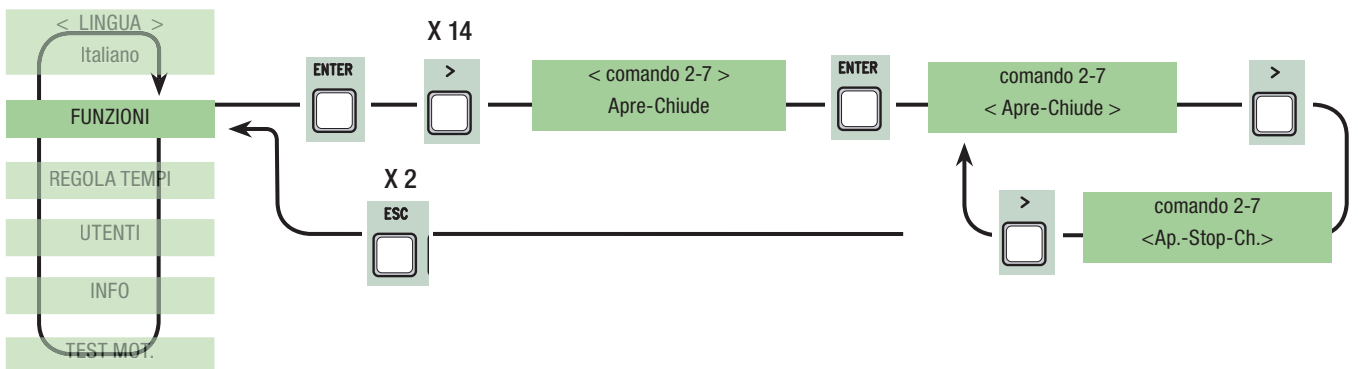 < LINGUA >
Italiano
FUNZIONI
REGOLA TEMPI
UTENTI
INFO
TEST MOT.
ENTER
X 14
>
< comando 2-7 >
Apre-Chiude
ENTER
comando 2-7
< Apre-Chiude >
>
comando 2-7
<Ap.-Stop-Ch.>
>
X 2
ESC